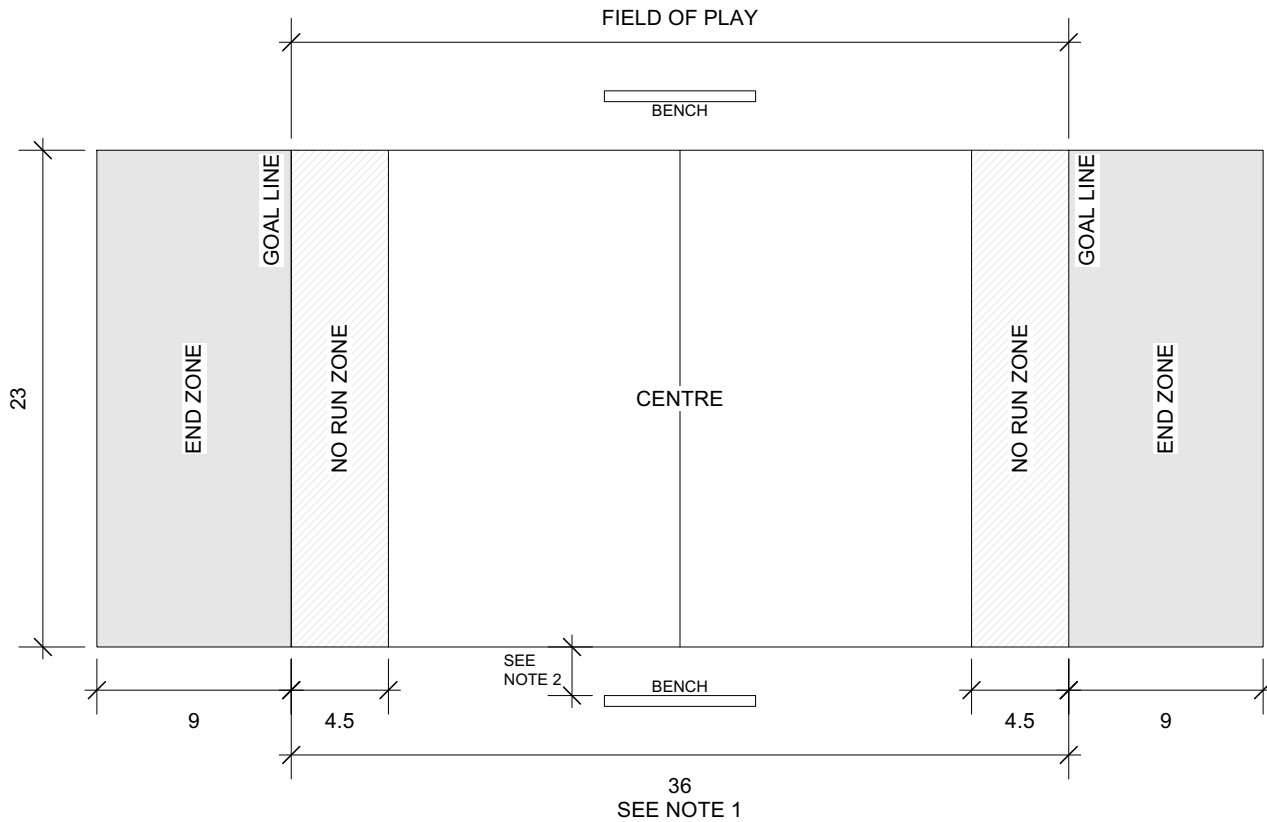 FIELD OF PLAY
BENCH
GOAL LINE
GOAL LINE
END ZONE
NO RUN ZONE
CENTRE
NO RUN ZONE
END ZONE
23
SEE
NOTE 2
BENCH
9
4.5
4.5
9
36
SEE NOTE 1